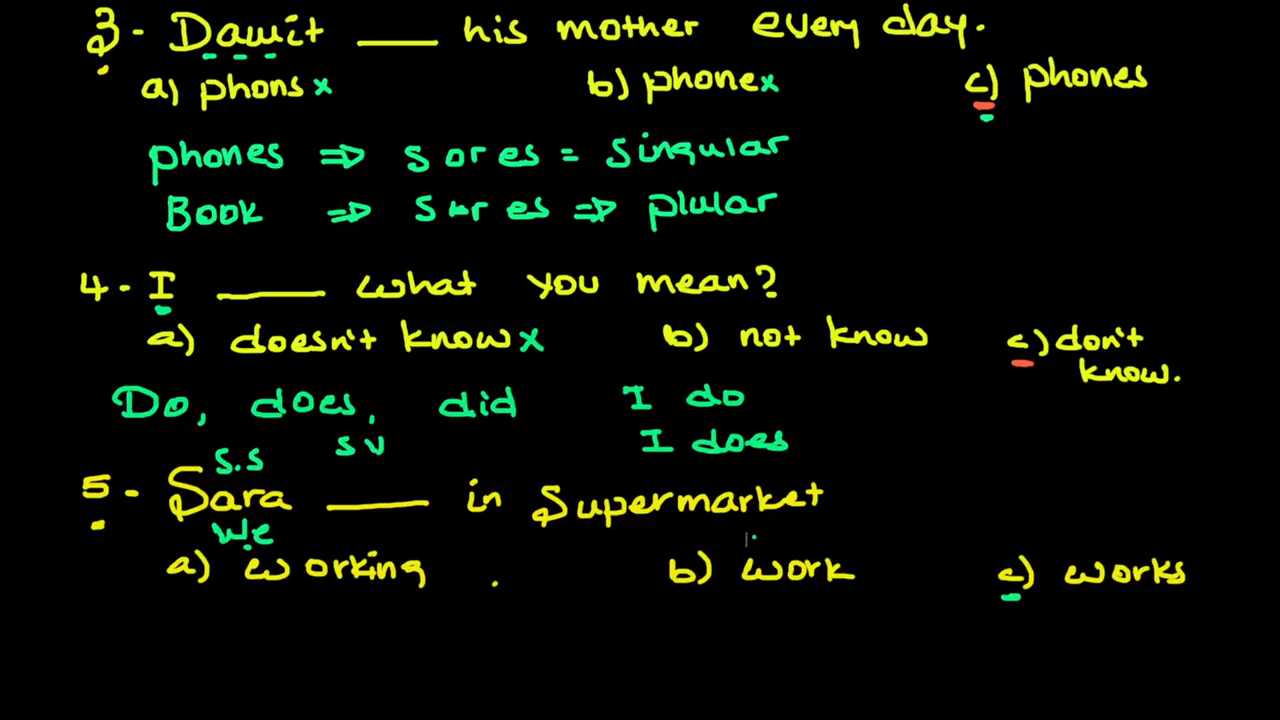 3- Dawit ____ his mother every day.
a) phons x b) phone x c) phones
phones ⇒ s or es = singular
Book ⇒ s or es ⇒ plular
4- I ____ what you mean?
a) doesn't know x b) not know c) don't know.
Do, does, did I do
s v I does
s.s
5- Sara ____ in Supermarket
we
a) working . b) work c) works